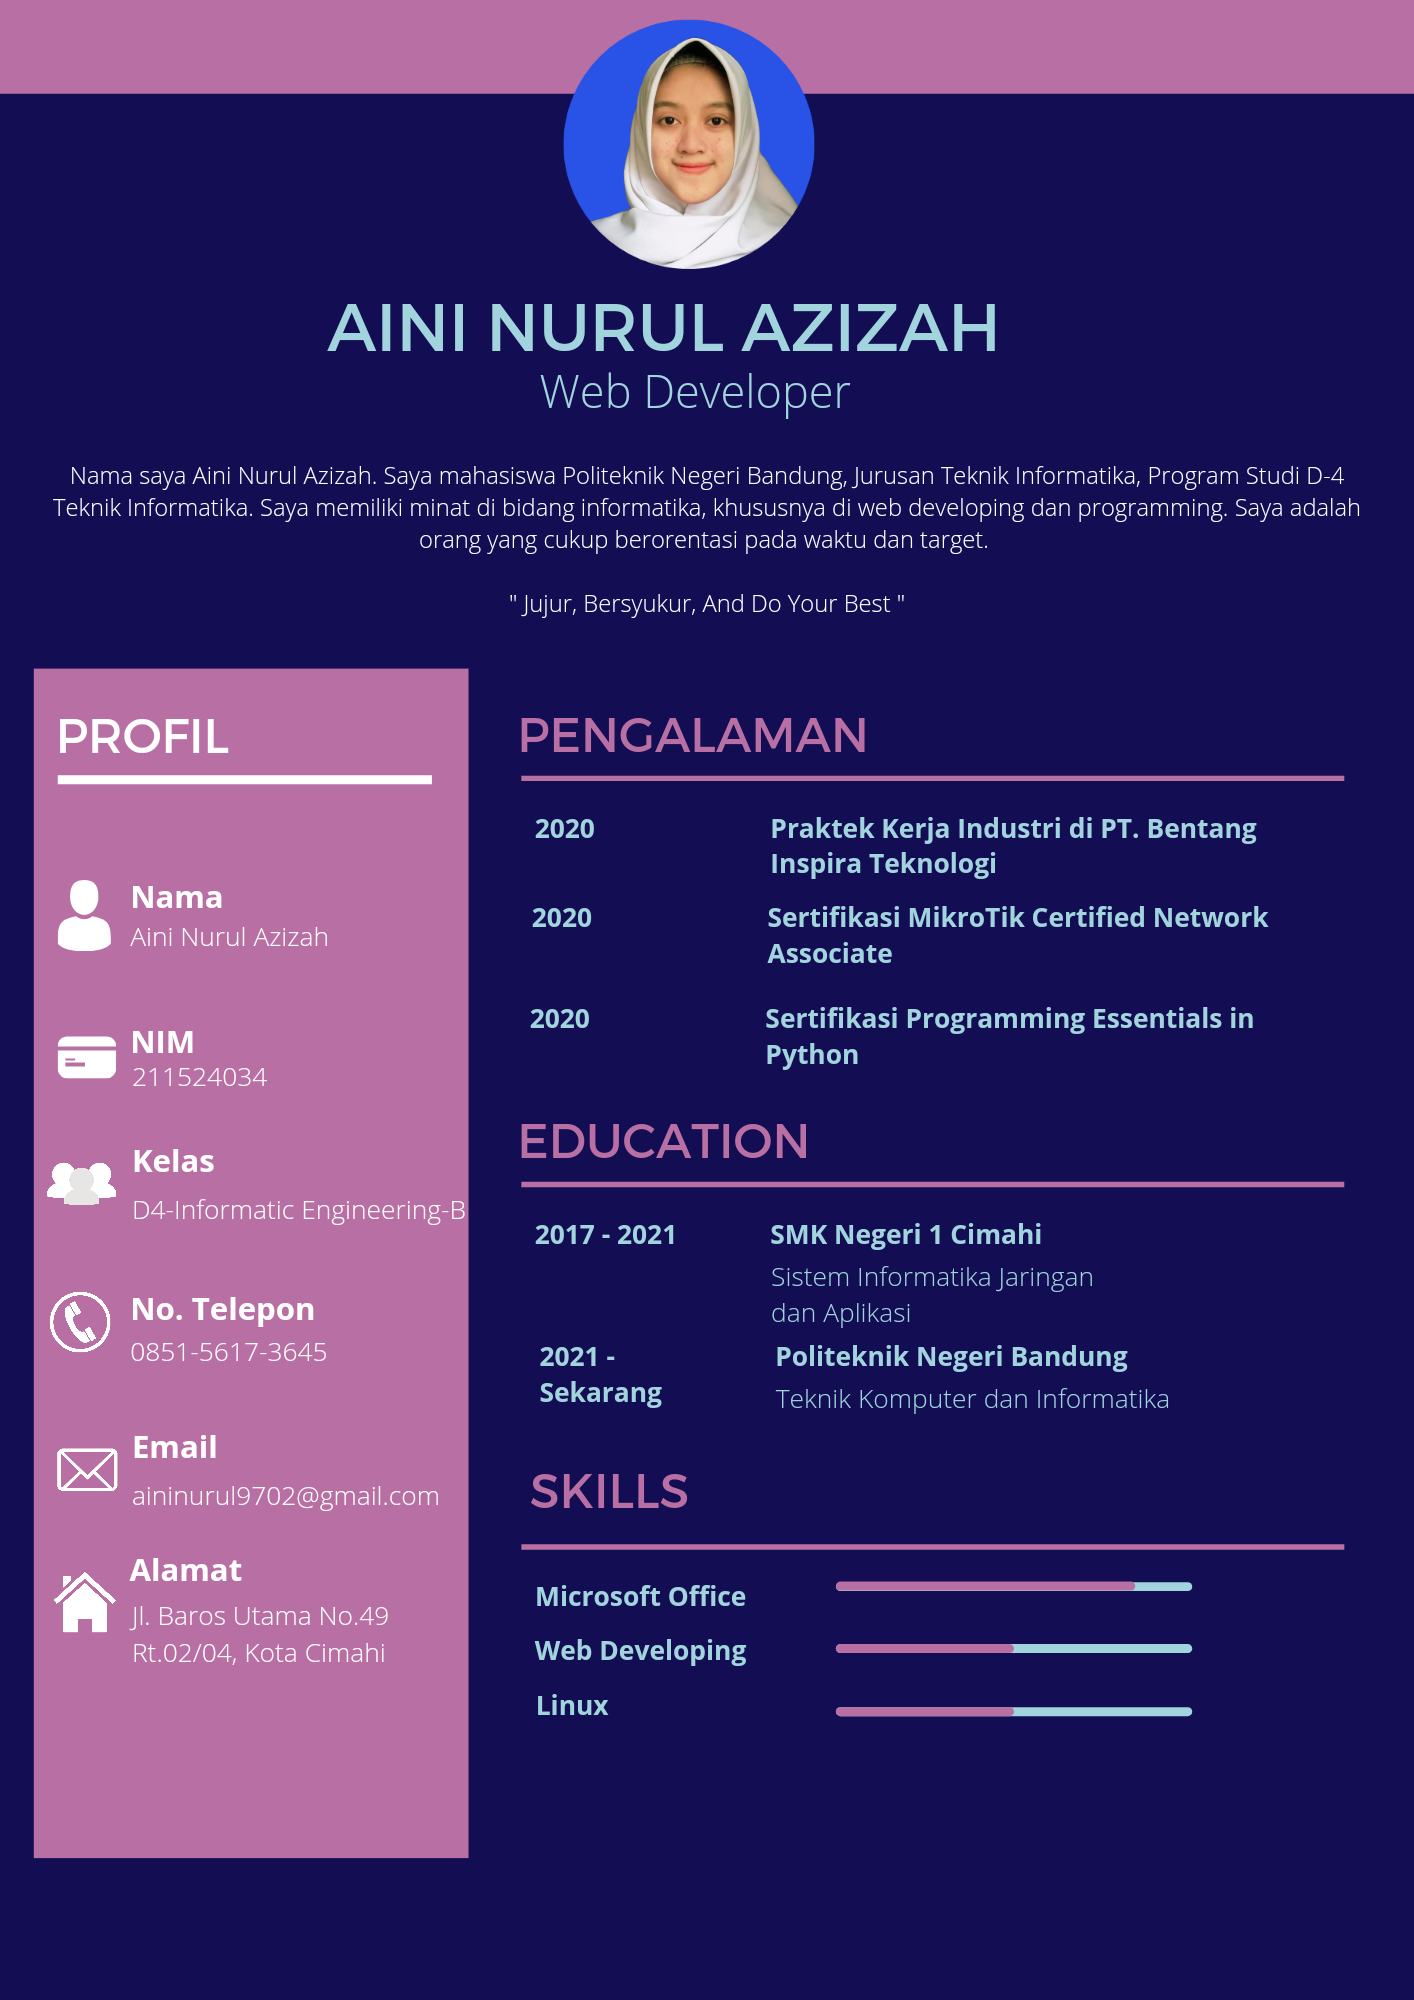 AINI NURUL AZIZAH
Web Developer
Nama saya Aini Nurul Azizah. Saya mahasiswa Politeknik Negeri Bandung, Jurusan Teknik Informatika, Program Studi D-4
Teknik Informatika. Saya memiliki minat di bidang informatika, khususnya di web developing dan programming. Saya adalah
orang yang cukup berorentasi pada waktu dan target.
" Jujur, Bersyukur, And Do Your Best "
PROFIL
Nama
Aini Nurul Azizah
NIM
211524034
Kelas
D4-Informatic Engineering-B
No. Telepon
0851-5617-3645
Email
aininurul9702@gmail.com
Alamat
Jl. Baros Utama No.49
Rt.02/04, Kota Cimahi
PENGALAMAN
2020 Praktek Kerja Industri di PT. Bentang
Inspira Teknologi
2020 Sertifikasi MikroTik Certified Network
Associate
2020 Sertifikasi Programming Essentials in
Python
EDUCATION
2017 - 2021 SMK Negeri 1 Cimahi
Sistem Informatika Jaringan
dan Aplikasi
2021 - Politeknik Negeri Bandung
Sekarang Teknik Komputer dan Informatika
SKILLS
Microsoft Office
Web Developing
Linux